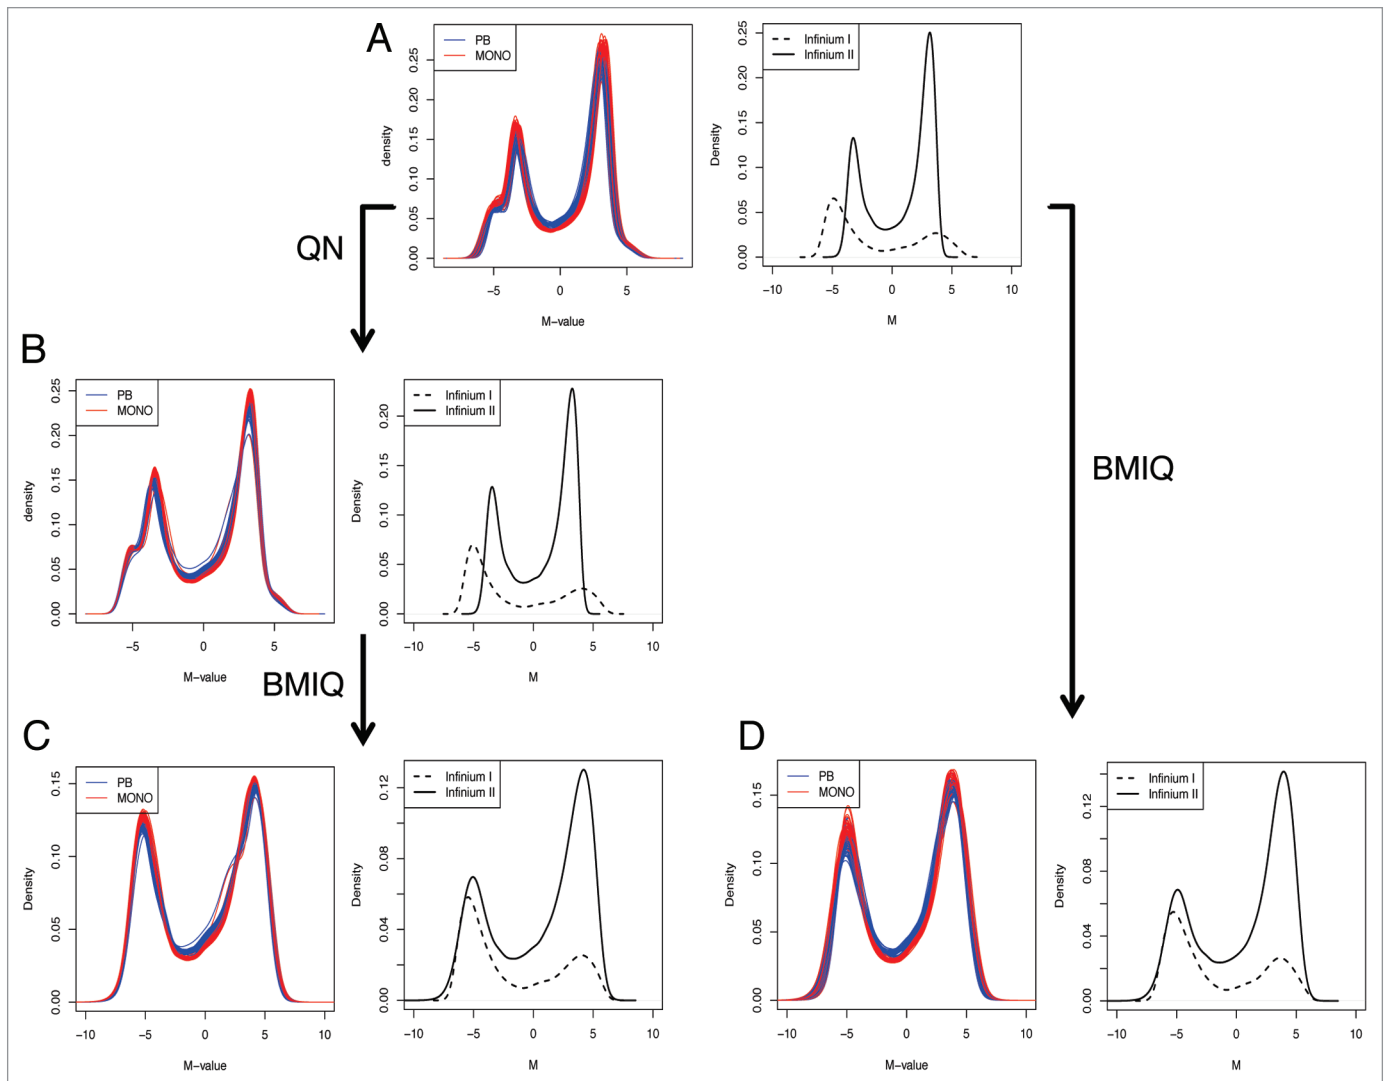 A
PB
MONO
density
0.00 0.05 0.10 0.15 0.20 0.25
−5 0 5
M−value
Infinium I
Infinium II
Density
0.00 0.05 0.10 0.15 0.20 0.25
−10 −5 0 5 10
M
QN
BMIQ
B
PB
MONO
density
0.00 0.05 0.10 0.15 0.20 0.25
−5 0 5
M−value
Infinium I
Infinium II
Density
0.00 0.05 0.10 0.15 0.20
−10 −5 0 5 10
M
BMIQ
C
PB
MONO
Density
0.00 0.05 0.10 0.15
−10 −5 0 5 10
M−value
Infinium I
Infinium II
Density
0.00 0.04 0.08 0.12
−10 −5 0 5 10
M
D
PB
MONO
Density
0.00 0.05 0.10 0.15
−10 −5 0 5 10
M−value
Infinium I
Infinium II
Density
0.00 0.04 0.08 0.12
−10 −5 0 5 10
M